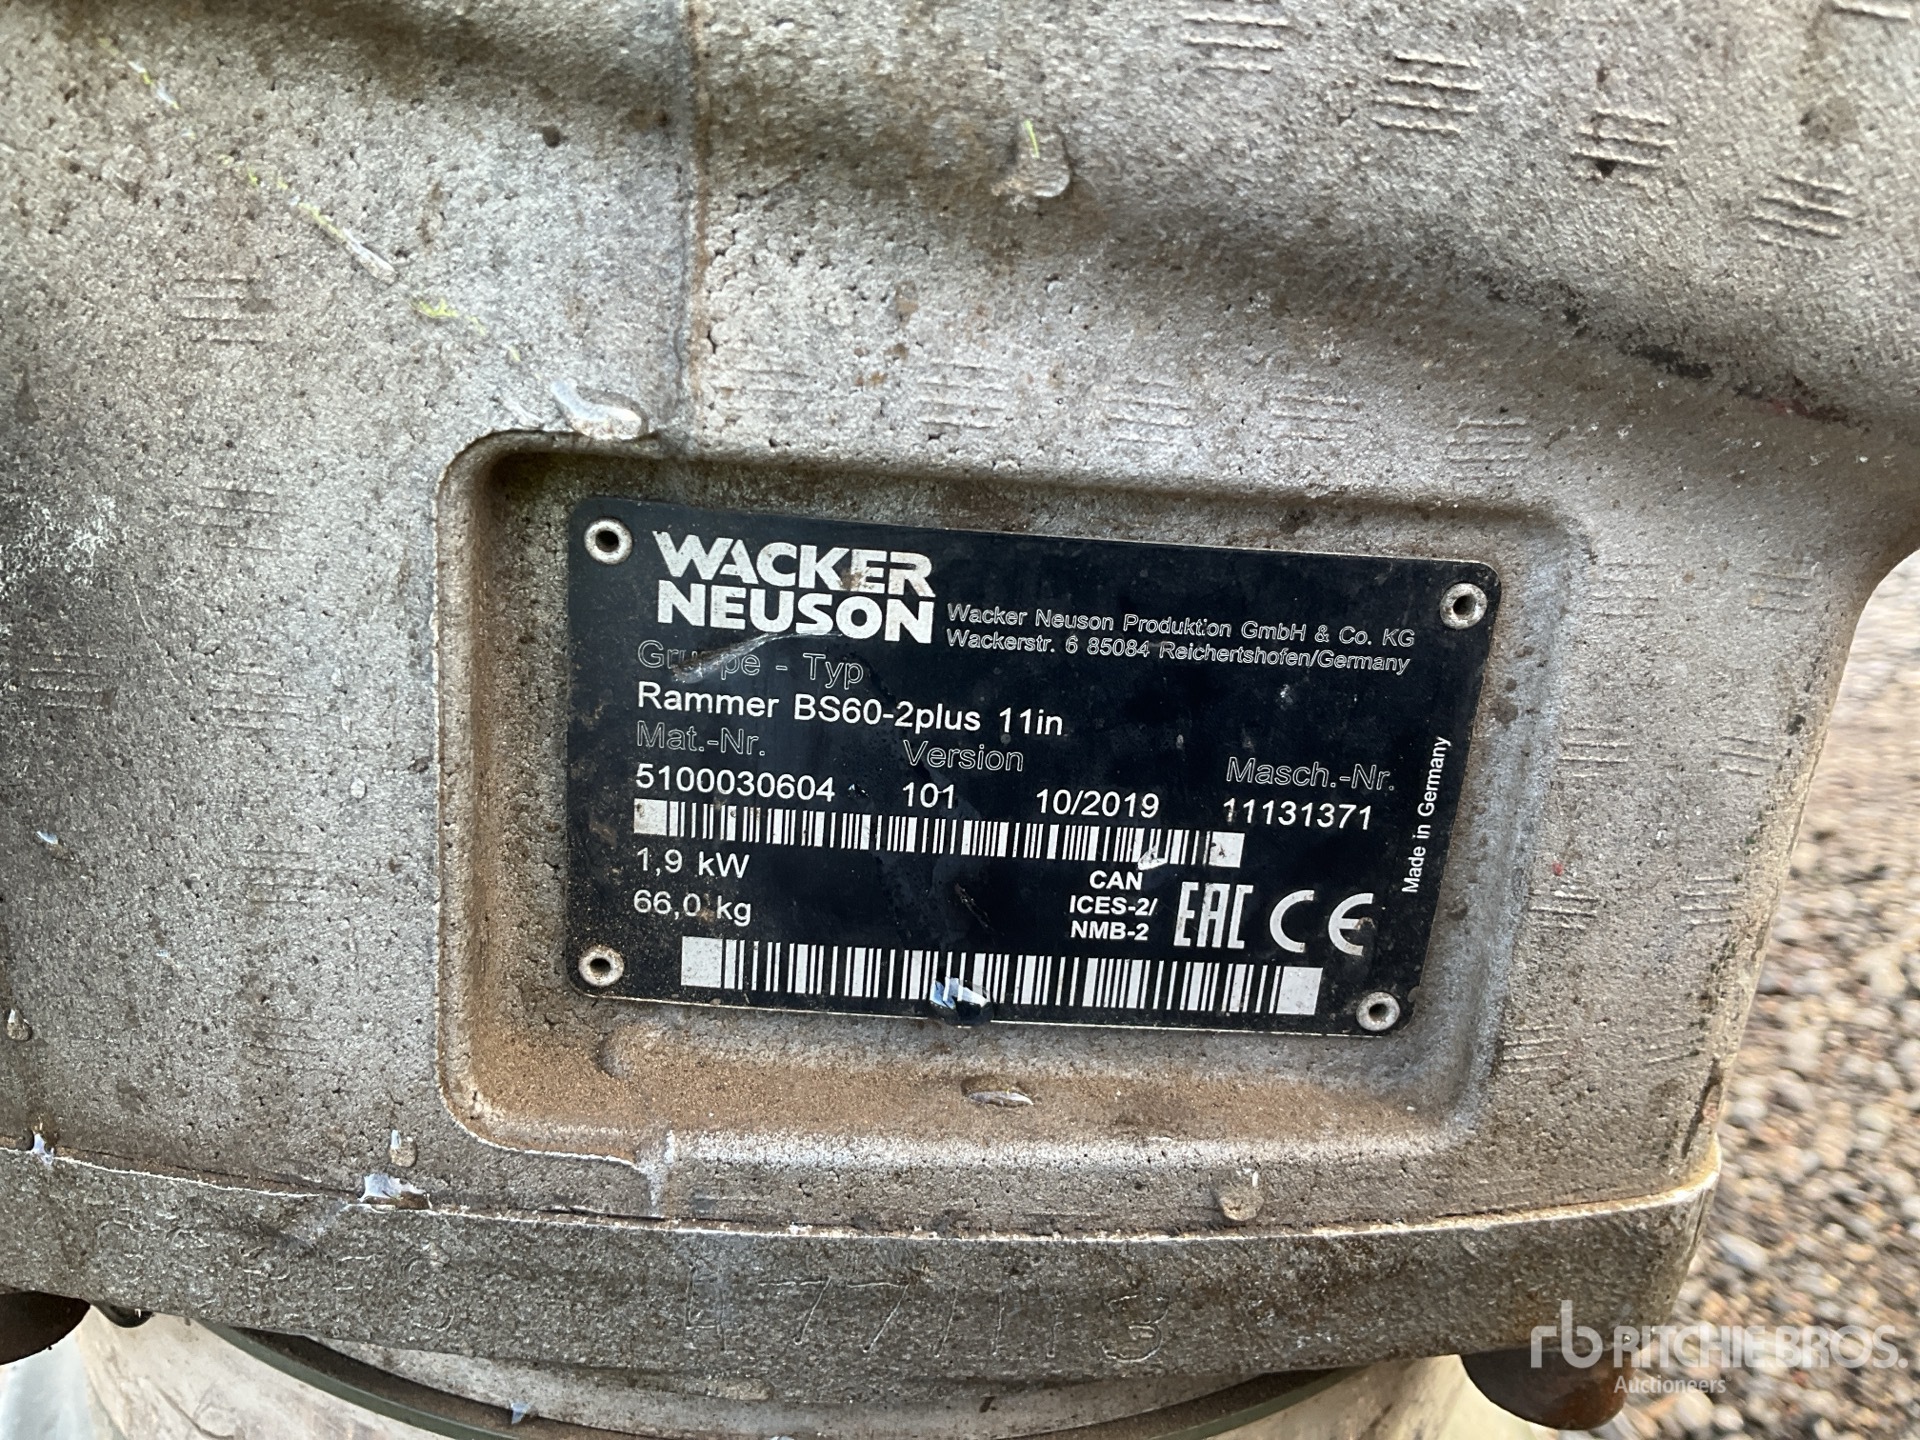 WACKER
NEUSON
Wacker Neuson Produktion GmbH & Co. KG
Wackerstr. 6 85084 Reichertshofen/Germany
Gruppe - Typ
Rammer BS60-2plus 11in
Mat.-Nr. Version Masch.-Nr.
5100030604 101 10/2019 11131371
1,9 kW
66,0 kg
CAN
ICES-2/
NMB-2
EAC CE
Made in Germany
rb RITCHIE BROS.
Auctioneers